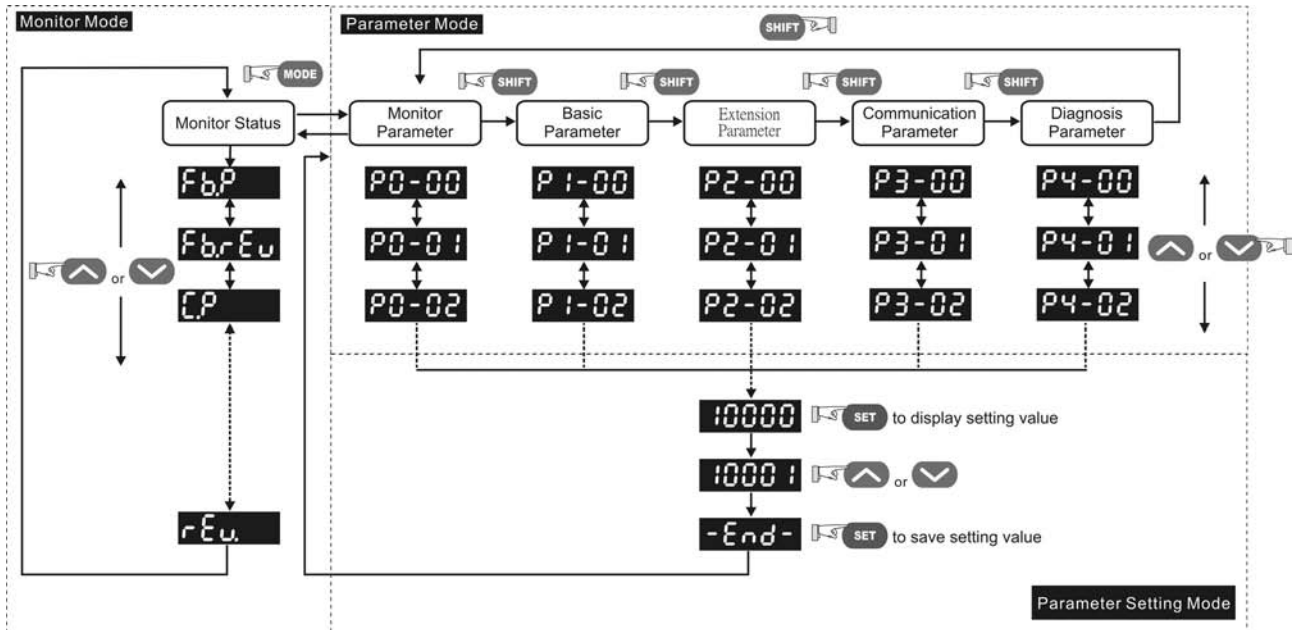 Monitor Mode
Parameter Mode
SHIFT
MODE
SHIFT
SHIFT
SHIFT
SHIFT
Monitor Status
Monitor
Parameter
Basic
Parameter
Extension
Parameter
Communication
Parameter
Diagnosis
Parameter
Fb.P
P0-00
P1-00
P2-00
P3-00
P4-00
Fb.rEu
P0-01
P1-01
P2-01
P3-01
P4-01
or
or
C.P
P0-02
P1-02
P2-02
P3-02
P4-02
10000
SET to display setting value
10001
or
rEu.
-End-
SET to save setting value
Parameter Setting Mode